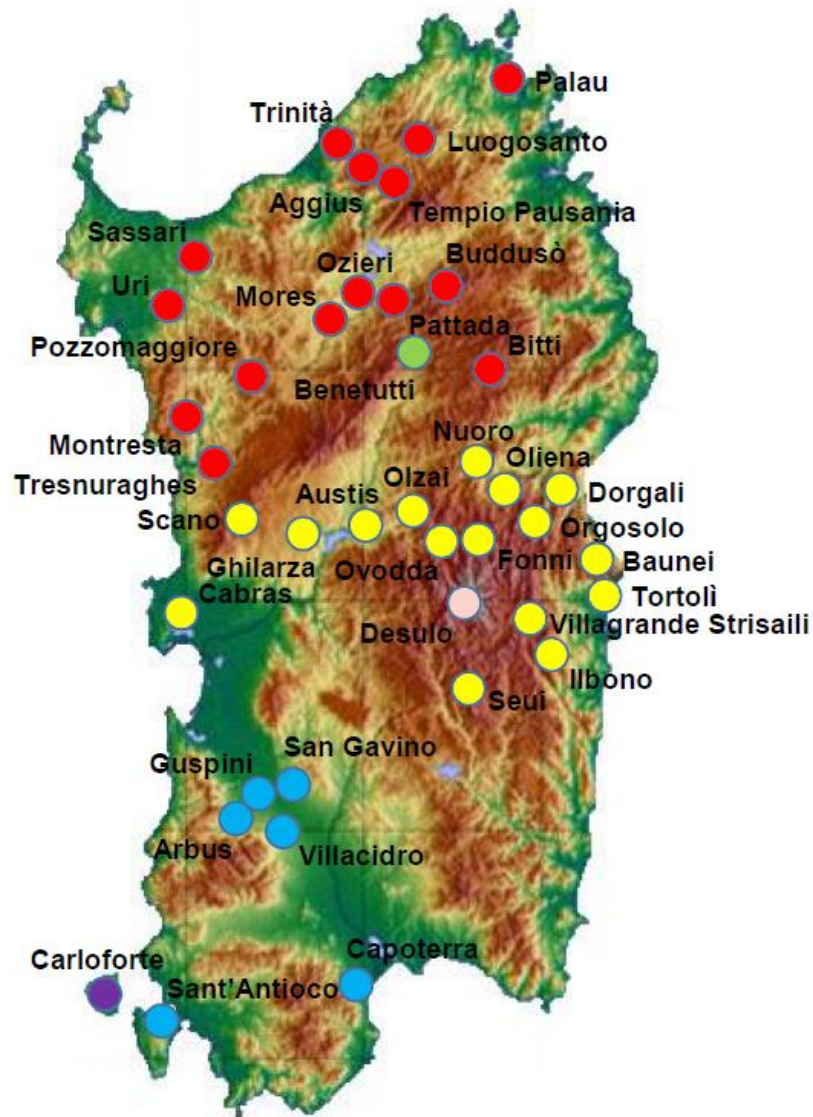 Palau
Trinità
Luogosanto
Aggius
Tempio Pausania
Sassari
Buddusò
Ozieri
Uri
Mores
Pattada
Pozzomaggiore
Bitti
Benetutti
Montresta
Nuoro
Oliena
Tresnuraghes
Olzai
Austis
Dorgali
Scano
Orgosolo
Fonni
Baunei
Ghilarza
Ovodda
Cabras
Tortolì
Villagrande Strisaili
Desulo
Ilbono
Seui
San Gavino
Guspini
Arbus
Villacidro
Capoterra
Carloforte
Sant'Antioco